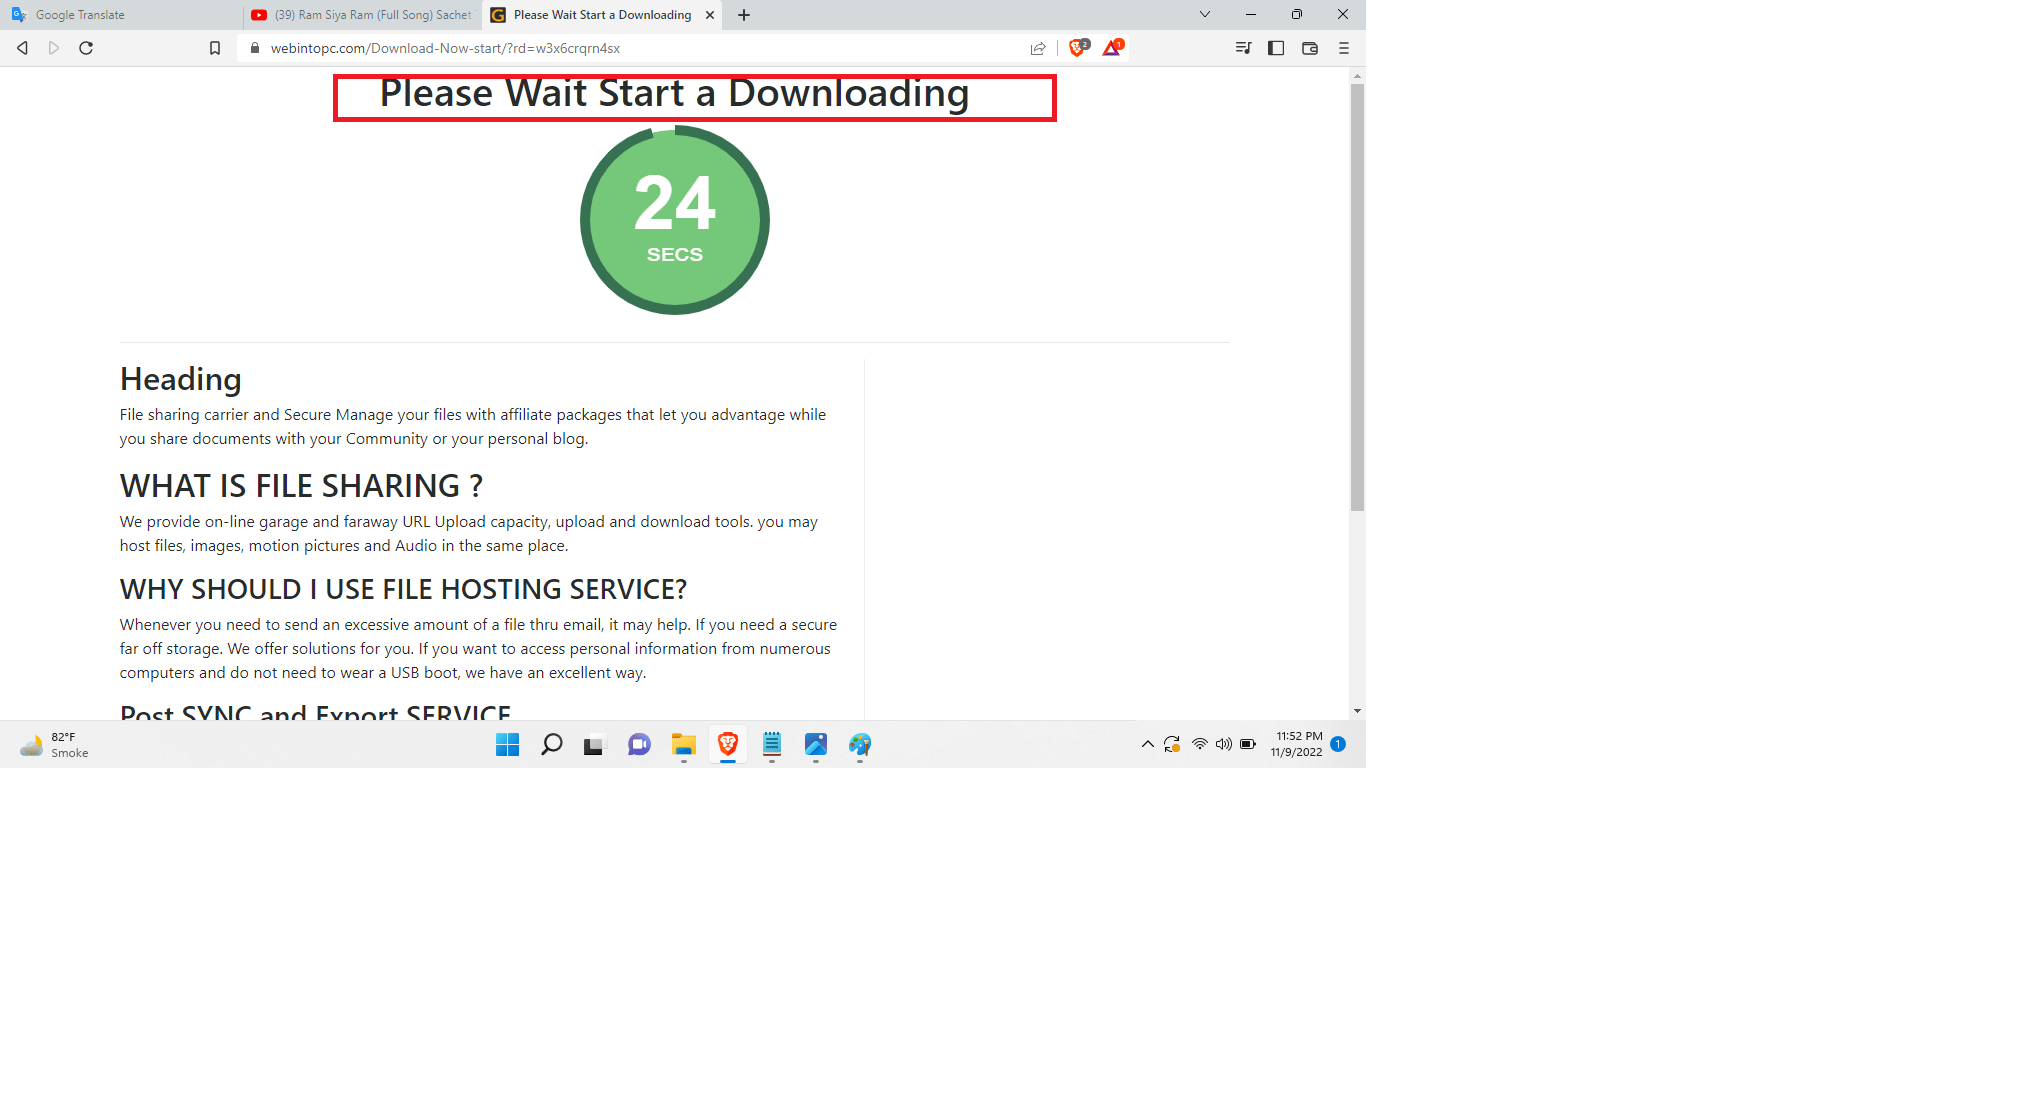 Google Translate
(39) Ram Siya Ram (Full Song) Sachet
Please Wait Start a Downloading
webintopc.com/Download-Now-start/?rd=w3x6crqrn4sx
2
1
Please Wait Start a Downloading
24
SECS
Heading
File sharing carrier and Secure Manage your files with affiliate packages that let you advantage while
you share documents with your Community or your personal blog.
WHAT IS FILE SHARING ?
We provide on-line garage and faraway URL Upload capacity, upload and download tools. you may
host files, images, motion pictures and Audio in the same place.
WHY SHOULD I USE FILE HOSTING SERVICE?
Whenever you need to send an excessive amount of a file thru email, it may help. If you need a secure
far off storage. We offer solutions for you. If you want to access personal information from numerous
computers and do not need to wear a USB boot, we have an excellent way.
Post SYNC and Export SERVICE
82°F
Smoke
11:52 PM
11/9/2022
1